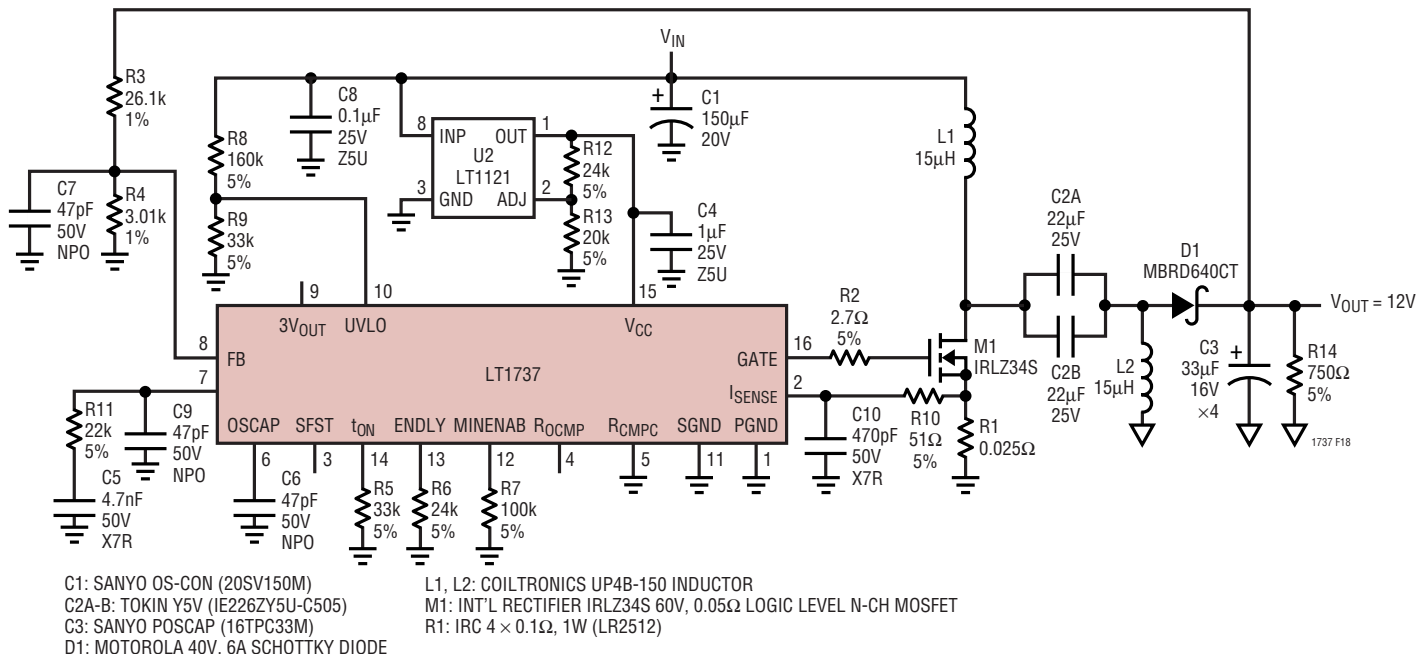 V_IN
R3
26.1k
1%
C7
47pF
50V
NPO
R4
3.01k
1%
R8
160k
5%
R9
33k
5%
C8
0.1µF
25V
Z5U
8
INP
OUT
1
U2
LT1121
3
GND
ADJ
2
R12
24k
5%
R13
20k
5%
C4
1µF
25V
Z5U
+
C1
150µF
20V
L1
15µH
C2A
22µF
25V
C2B
22µF
25V
D1
MBRD640CT
V_OUT = 12V
L2
15µH
+
C3
33µF
16V
×4
R14
750Ω
5%
1737 F18
9
10
15
3V_OUT
UVLO
V_CC
8
FB
7
LT1737
GATE
16
I_SENSE
2
R2
2.7Ω
5%
M1
IRLZ34S
R10
51Ω
5%
R1
0.025Ω
C10
470pF
50V
X7R
OSCAP
SFST
t_ON
ENDLY
MINENAB
R_OCMP
R_CMPC
SGND
PGND
6
3
14
13
12
4
5
11
1
R11
22k
5%
C9
47pF
50V
NPO
C5
4.7nF
50V
X7R
C6
47pF
50V
NPO
R5
33k
5%
R6
24k
5%
R7
100k
5%
C1: SANYO OS-CON (20SV150M)
C2A-B: TOKIN Y5V (IE226ZY5U-C505)
C3: SANYO POSCAP (16TPC33M)
D1: MOTOROLA 40V, 6A SCHOTTKY DIODE
L1, L2: COILTRONICS UP4B-150 INDUCTOR
M1: INT'L RECTIFIER IRLZ34S 60V, 0.05Ω LOGIC LEVEL N-CH MOSFET
R1: IRC 4 × 0.1Ω, 1W (LR2512)